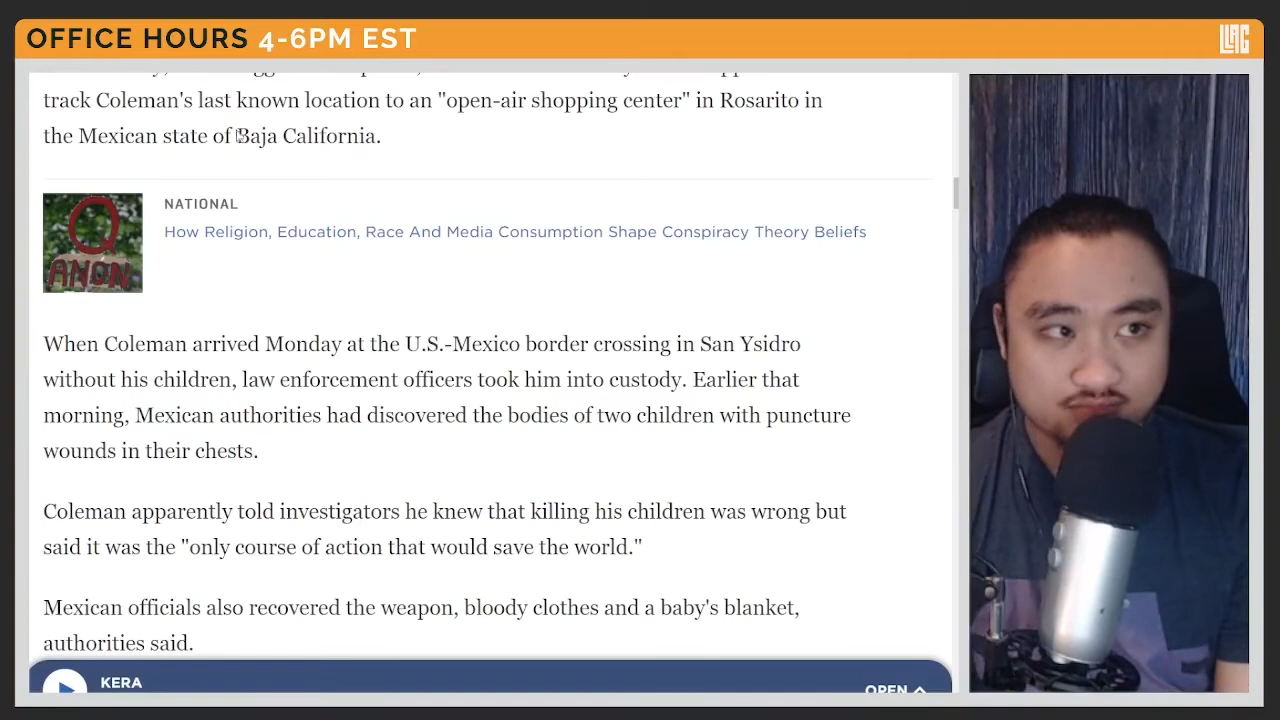 OFFICE HOURS 4-6PM EST
LLAG
track Coleman's last known location to an "open-air shopping center" in Rosarito in
the Mexican state of Baja California.
NATIONAL
How Religion, Education, Race And Media Consumption Shape Conspiracy Theory Beliefs
Q
ANON
When Coleman arrived Monday at the U.S.-Mexico border crossing in San Ysidro
without his children, law enforcement officers took him into custody. Earlier that
morning, Mexican authorities had discovered the bodies of two children with puncture
wounds in their chests.
Coleman apparently told investigators he knew that killing his children was wrong but
said it was the "only course of action that would save the world."
Mexican officials also recovered the weapon, bloody clothes and a baby's blanket,
authorities said.
KERA
OPEN